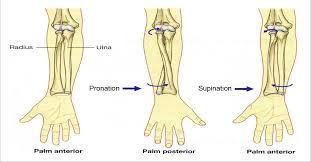 Radius
Ulna
Pronation
Supination
Palm anterior
Palm posterior
Palm anterior